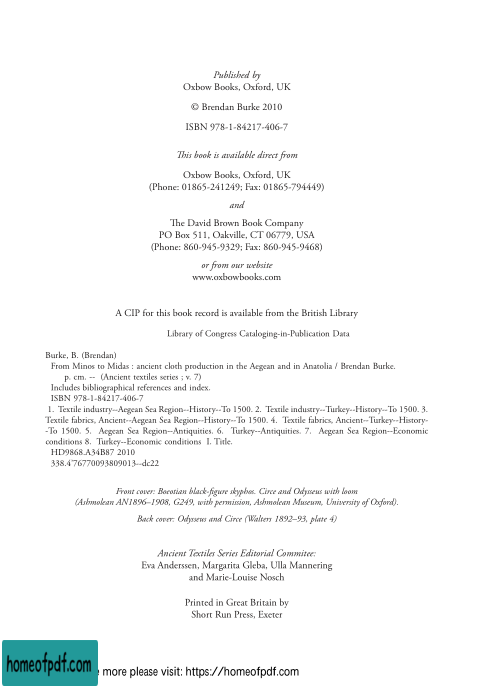 Published by
Oxbow Books, Oxford, UK
© Brendan Burke 2010
ISBN 978-1-84217-406-7
This book is available direct from
Oxbow Books, Oxford, UK
(Phone: 01865-241249; Fax: 01865-794449)
and
The David Brown Book Company
PO Box 511, Oakville, CT 06779, USA
(Phone: 860-945-9329; Fax: 860-945-9468)
or from our website
www.oxbowbooks.com
A CIP for this book record is available from the British Library
Library of Congress Cataloging-in-Publication Data
Burke, B. (Brendan)
From Minos to Midas : ancient cloth production in the Aegean and in Anatolia / Brendan Burke.
p. cm. -- (Ancient textiles series ; v. 7)
Includes bibliographical references and index.
ISBN 978-1-84217-406-7
1. Textile industry--Aegean Sea Region--History--To 1500. 2. Textile industry--Turkey--History--To 1500. 3.
Textile fabrics, Ancient--Aegean Sea Region--History--To 1500. 4. Textile fabrics, Ancient--Turkey--History-
-To 1500. 5. Aegean Sea Region--Antiquities. 6. Turkey--Antiquities. 7. Aegean Sea Region--Economic
conditions 8. Turkey--Economic conditions I. Title.
HD9868.A34B87 2010
338.4'76770093809013--dc22
Front cover: Boeotian black-figure skyphos. Circe and Odysseus with loom
(Ashmolean AN1896–1908, G249, with permission, Ashmolean Museum, University of Oxford).
Back cover: Odysseus and Circe (Walters 1892–93, plate 4)
Ancient Textiles Series Editorial Commitee:
Eva Anderssen, Margarita Gleba, Ulla Mannering
and Marie-Louise Nosch
Printed in Great Britain by
Short Run Press, Exeter
homeofpdf.com
more please visit: https://homeofpdf.com